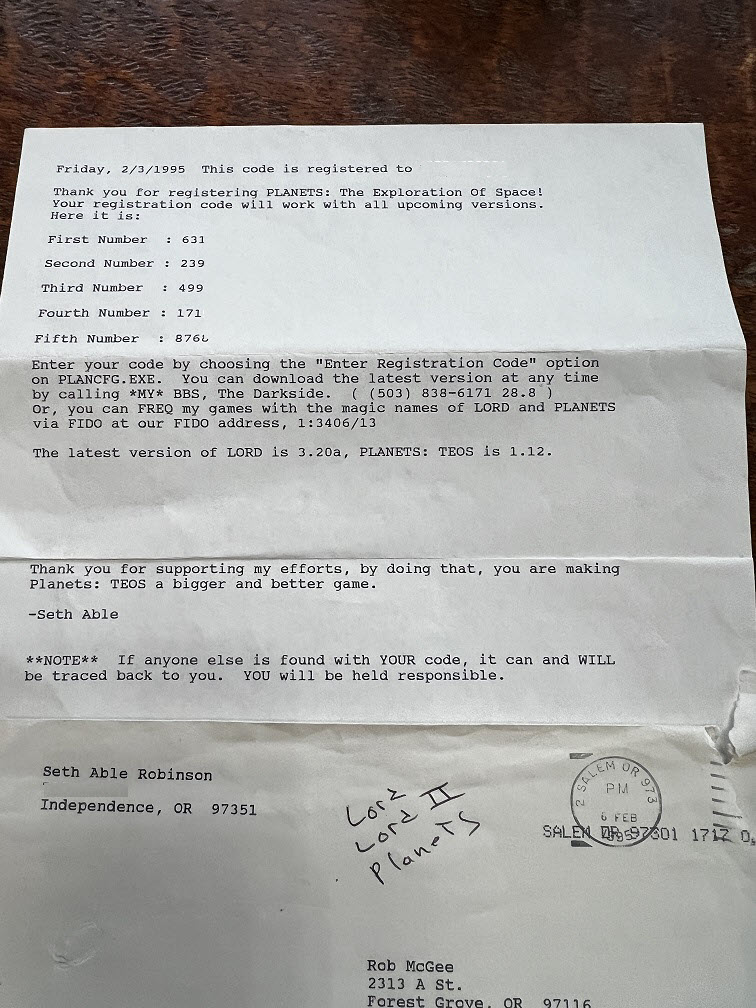 Friday, 2/3/1995 This code is registered to
Thank you for registering PLANETS: The Exploration Of Space!
Your registration code will work with all upcoming versions.
Here it is:
First Number : 631
Second Number : 239
Third Number : 499
Fourth Number : 171
Fifth Number :
Enter your code by choosing the "Enter Registration Code" option
on PLANCFG.EXE. You can download the latest version at any time
by calling *MY* BBS, The Darkside. ( (503) 838-6171 28.8 )
Or, you can FREQ my games with the magic names of LORD and PLANETS
via FIDO at our FIDO address, 1:3406/13
The latest version of LORD is 3.20a, PLANETS: TEOS is 1.12.
Thank you for supporting my efforts, by doing that, you are making
Planets: TEOS a bigger and better game.
-Seth Able
**NOTE** If anyone else is found with YOUR code, it can and WILL
be traced back to you. YOU will be held responsible.
Seth Able Robinson
Independence, OR 97351
Lord II
Planets
SALEM OR 973
PM
6 FEB
1995
SALEM OR 97301 1717
Rob McGee
2313 A St.
Forest Grove, OR 97116